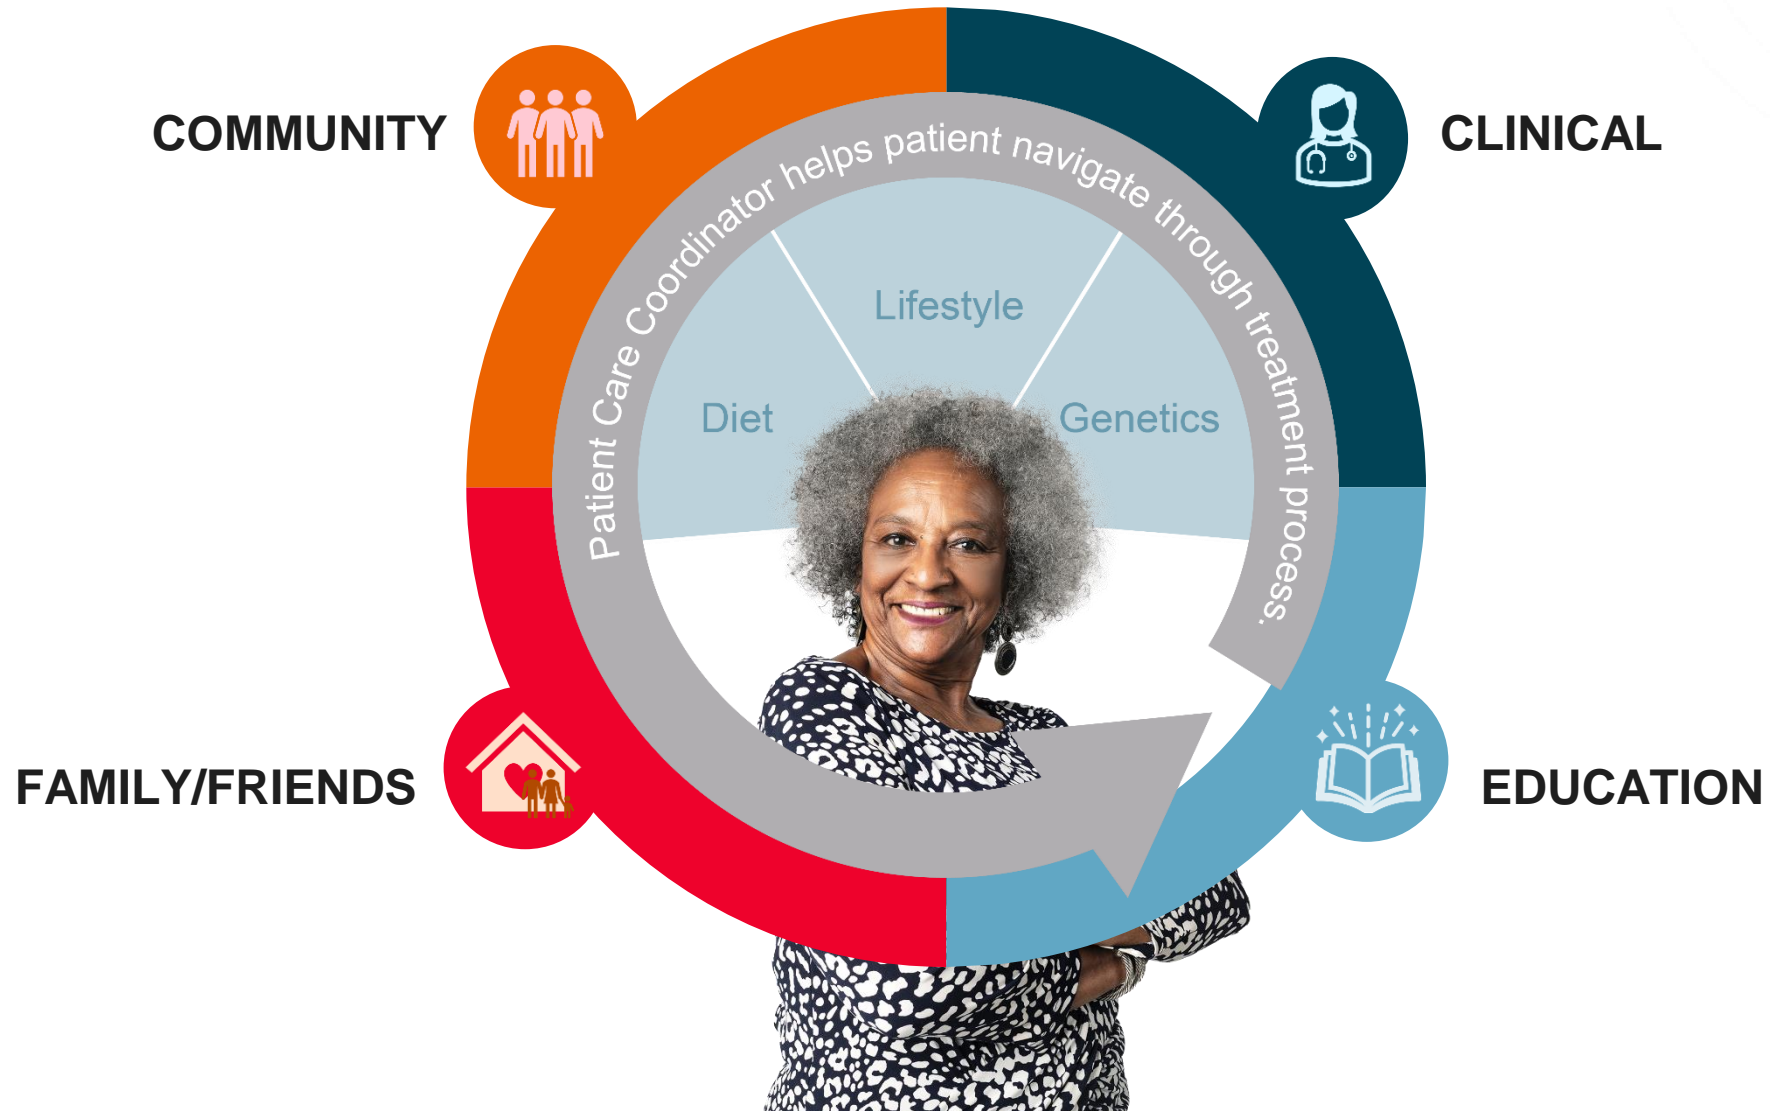 COMMUNITY
CLINICAL
Patient Care Coordinator helps patient navigate through treatment process.
Lifestyle
Diet
Genetics
FAMILY/FRIENDS
EDUCATION